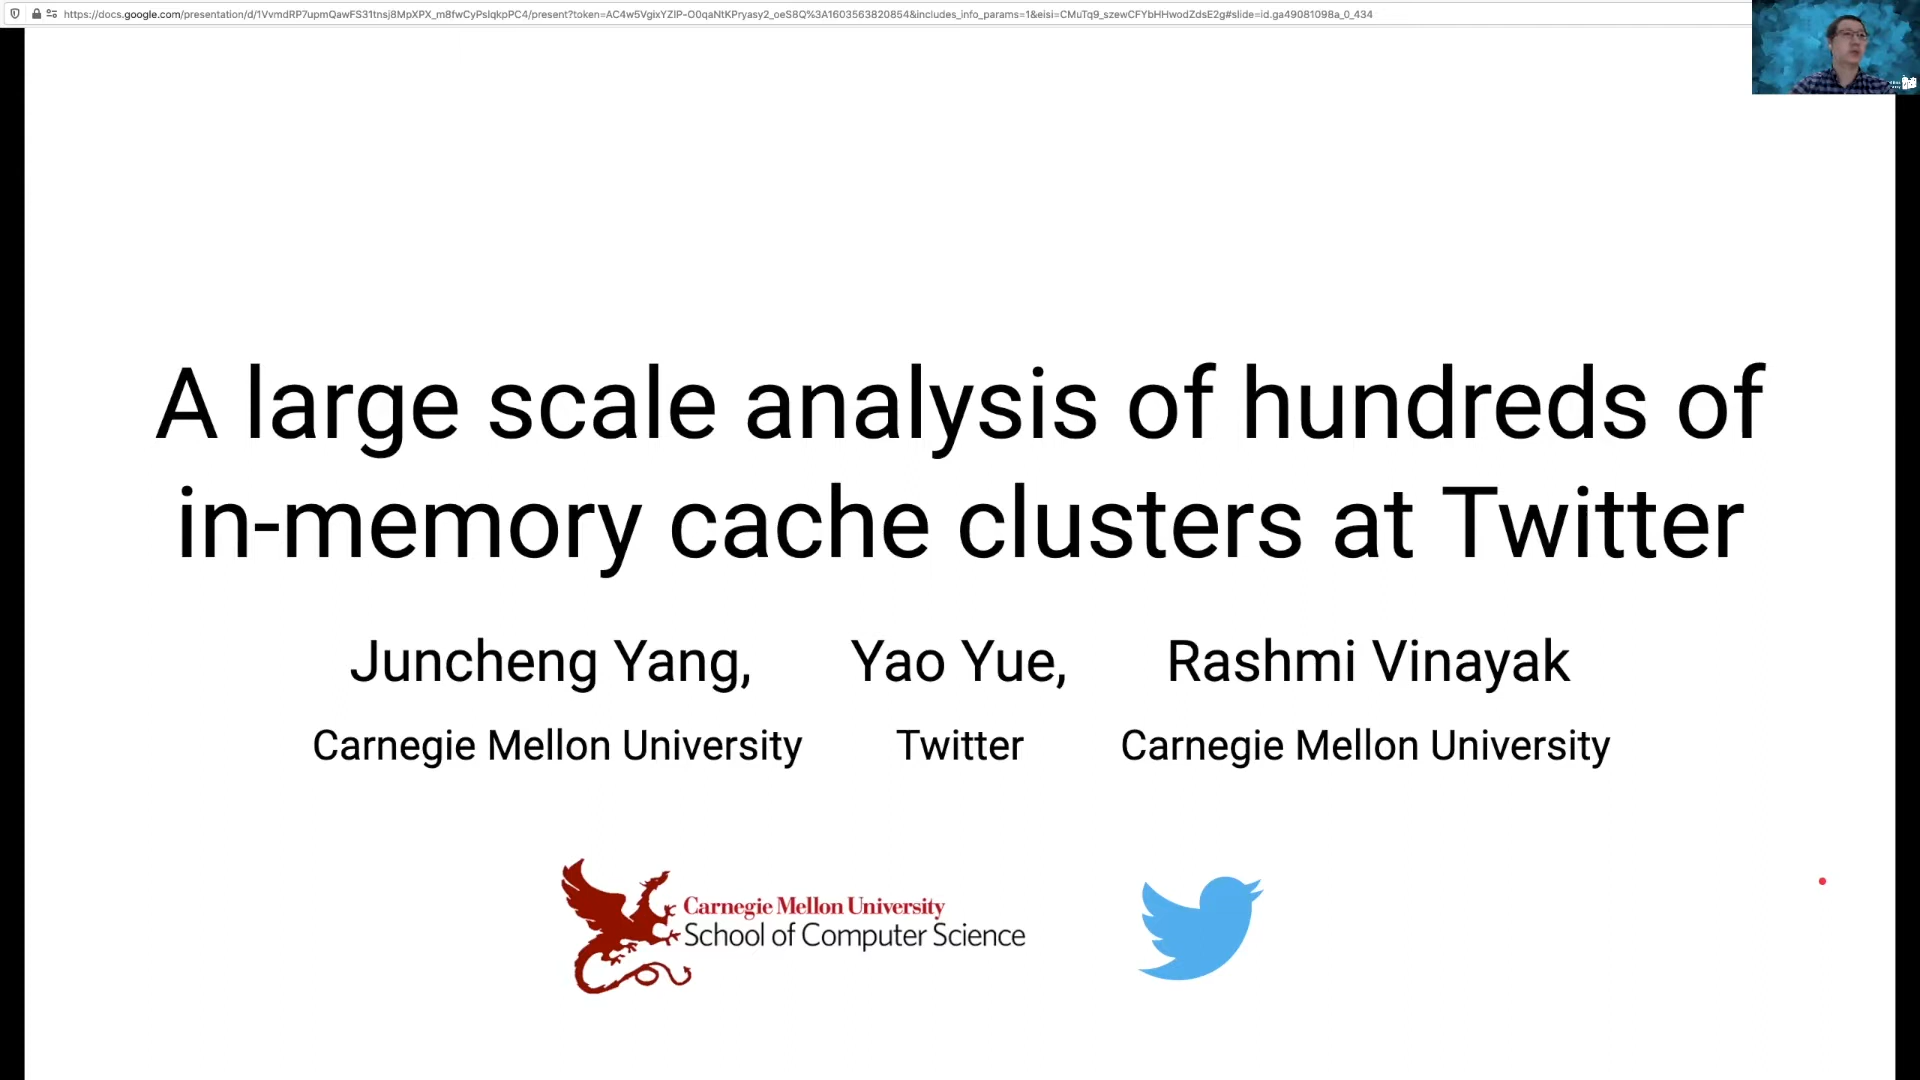 https://docs.google.com/presentation/d/1VvmdRP7upmQawFS31tnsj8MpXPX_m8fwCyPslqkpPC4/present?token=AC4w5VgixYZlP-O0qaNtKPryasy2_oeS8Q%3A1603563820854&includes_info_params=1&eisi=CMuTq9_szewCFYbHHwodZdsE2g#slide=id.ga49081098a_0_434
A large scale analysis of hundreds of
in-memory cache clusters at Twitter
Juncheng Yang, Yao Yue, Rashmi Vinayak
Carnegie Mellon University Twitter Carnegie Mellon University
Carnegie Mellon University
School of Computer Science